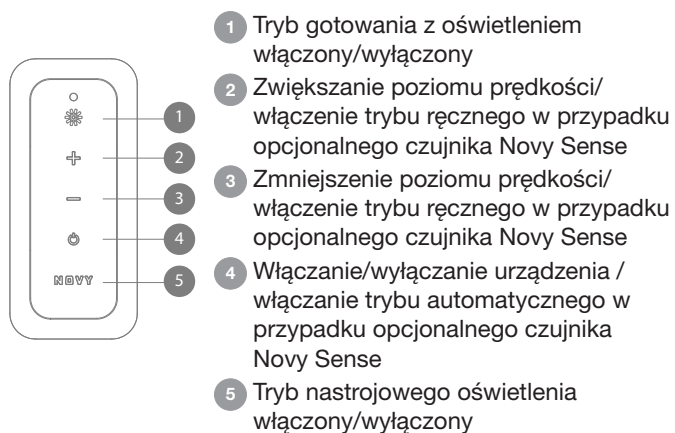 1 Tryb gotowania z oświetleniem
włączony/wyłączony
2 Zwiększanie poziomu prędkości/
włączenie trybu ręcznego w przypadku
opcjonalnego czujnika Novy Sense
3 Zmniejszenie poziomu prędkości/
włączenie trybu ręcznego w przypadku
opcjonalnego czujnika Novy Sense
4 Włączanie/wyłączanie urządzenia /
włączanie trybu automatycznego w
przypadku opcjonalnego czujnika
Novy Sense
5 Tryb nastrojowego oświetlenia
włączony/wyłączony
1
2
3
4
NOVY 5